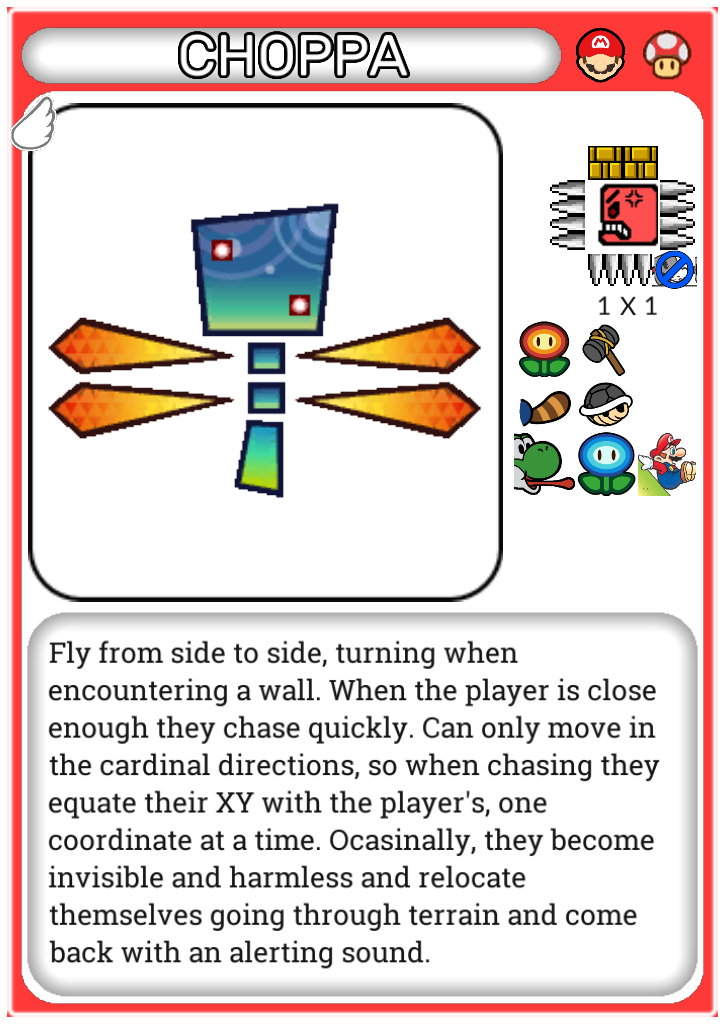 CHOPPA
M
1 X 1
Fly from side to side, turning when
encountering a wall. When the player is close
enough they chase quickly. Can only move in
the cardinal directions, so when chasing they
equate their XY with the player's, one
coordinate at a time. Ocasinally, they become
invisible and harmless and relocate
themselves going through terrain and come
back with an alerting sound.